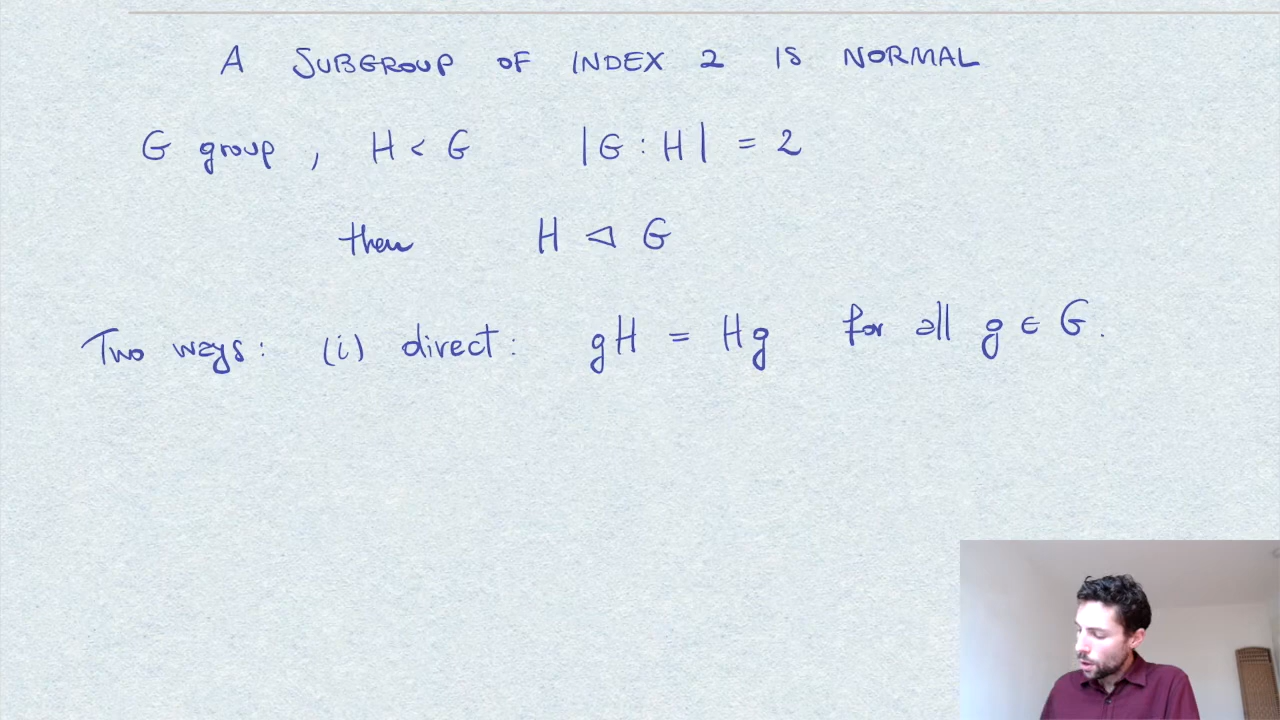 A SUBGROUP OF INDEX 2 IS NORMAL
G group, H < G |G : H| = 2
then H ⊲ G
Two ways: (i) direct: gH = Hg for all g ∈ G.